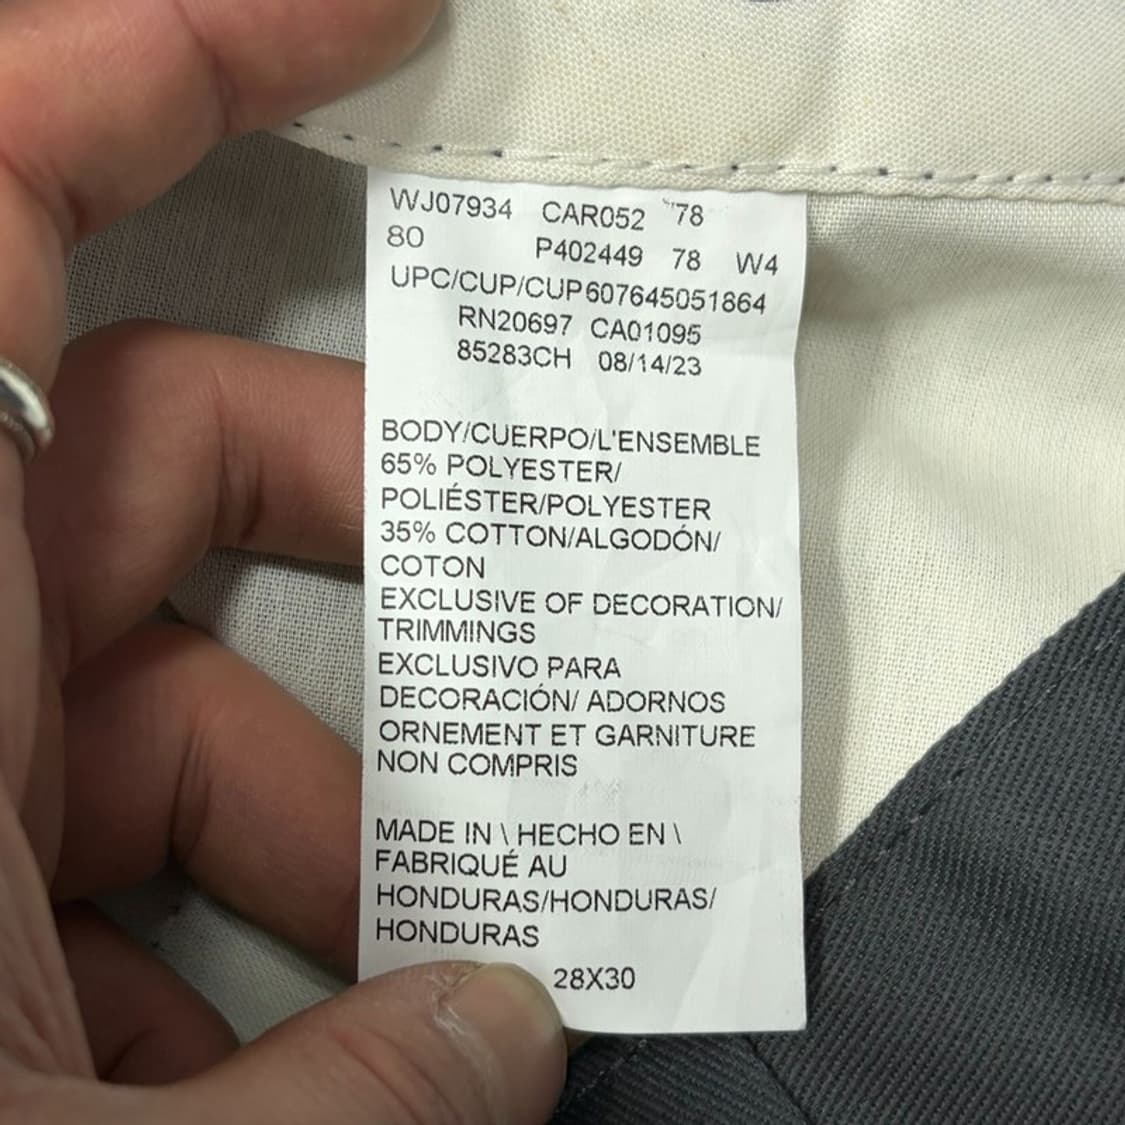 WJ07934 CAR052 78
80 P402449 78 W4
UPC/CUP/CUP607645051864
RN20697 CA01095
85283CH 08/14/23
BODY/CUERPO/L'ENSEMBLE
65% POLYESTER/
POLIÉSTER/POLYESTER
35% COTTON/ALGODÓN/
COTON
EXCLUSIVE OF DECORATION/
TRIMMINGS
EXCLUSIVO PARA
DECORACIÓN/ ADORNOS
ORNEMENT ET GARNITURE
NON COMPRIS
MADE IN \ HECHO EN \
FABRIQUÉ AU
HONDURAS/HONDURAS/
HONDURAS
28X30